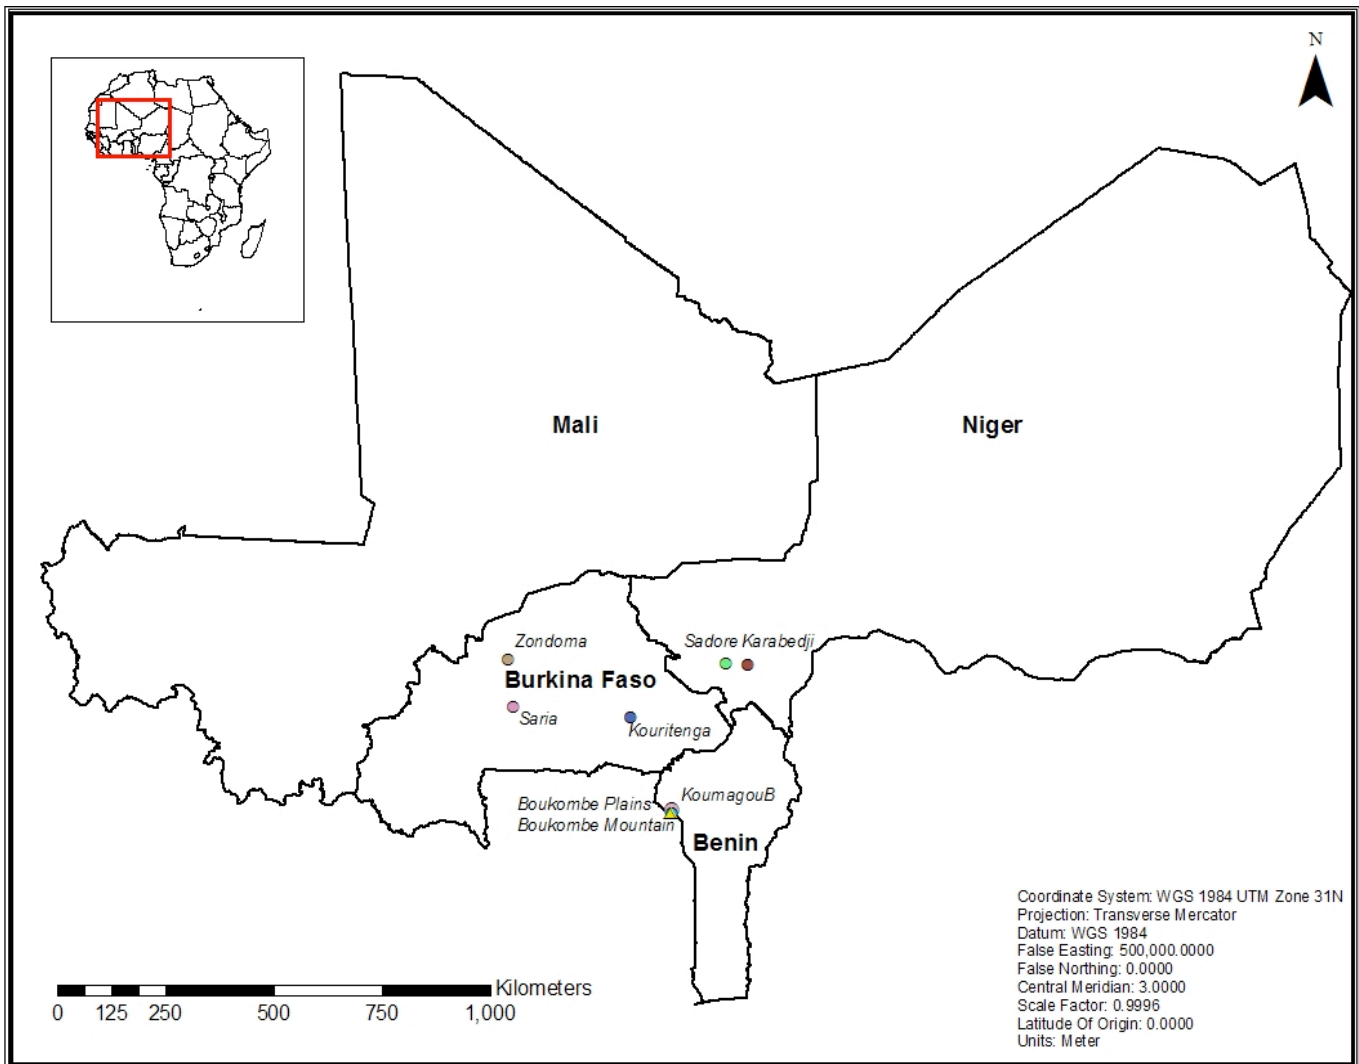 N
Mali
Niger
Zondoma
Sadore Karabedji
Burkina Faso
Saria
Kouritenga
Boukombe Plains
KoumagouB
Boukombe Mountain
Benin
Coordinate System: WGS 1984 UTM Zone 31N
Projection: Transverse Mercator
Datum: WGS 1984
False Easting: 500,000.0000
False Northing: 0.0000
Central Meridian: 3.0000
Scale Factor: 0.9996
Latitude Of Origin: 0.0000
Units: Meter
Kilometers
0 125 250 500 750 1,000